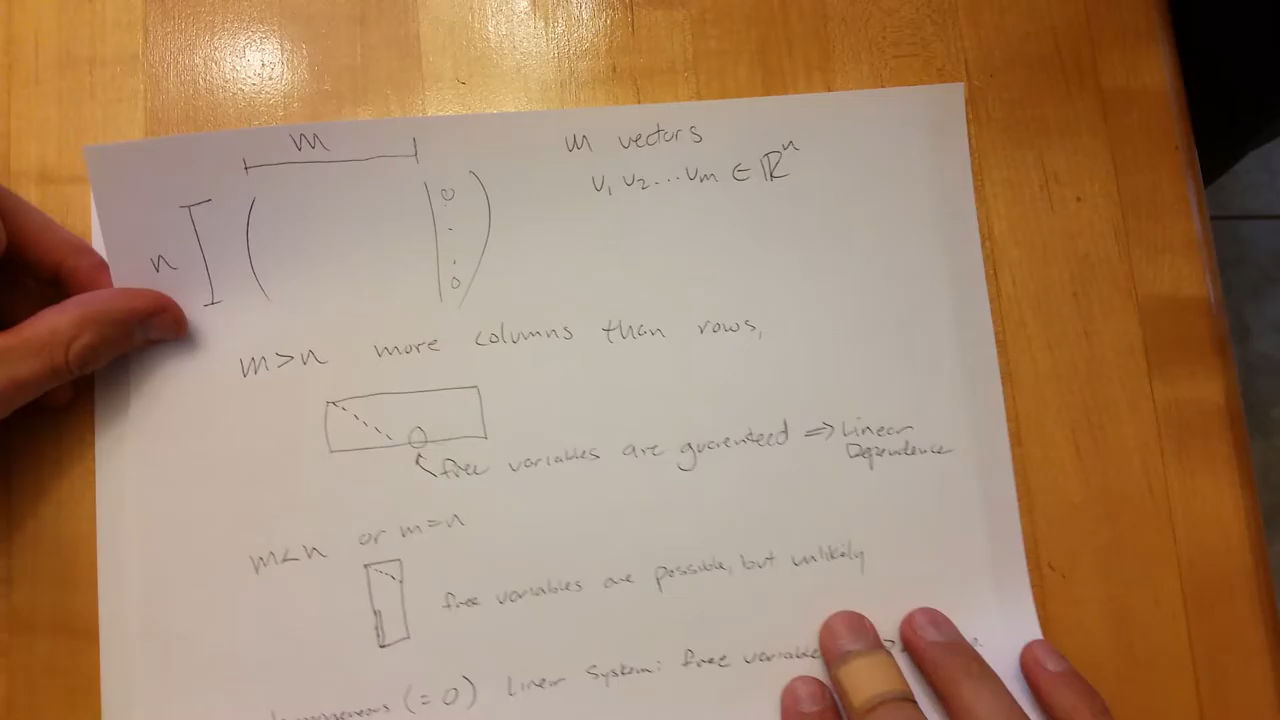 m
m vectors
v₁ v₂ ... vₘ ∈ ℝⁿ
n
0
.
.
0
m>n more columns than rows,
free variables are guarenteed ⇒ Linear
Dependence
m<n or m=n
free variables are possible, but unlikely
(=0) linear system: free variable